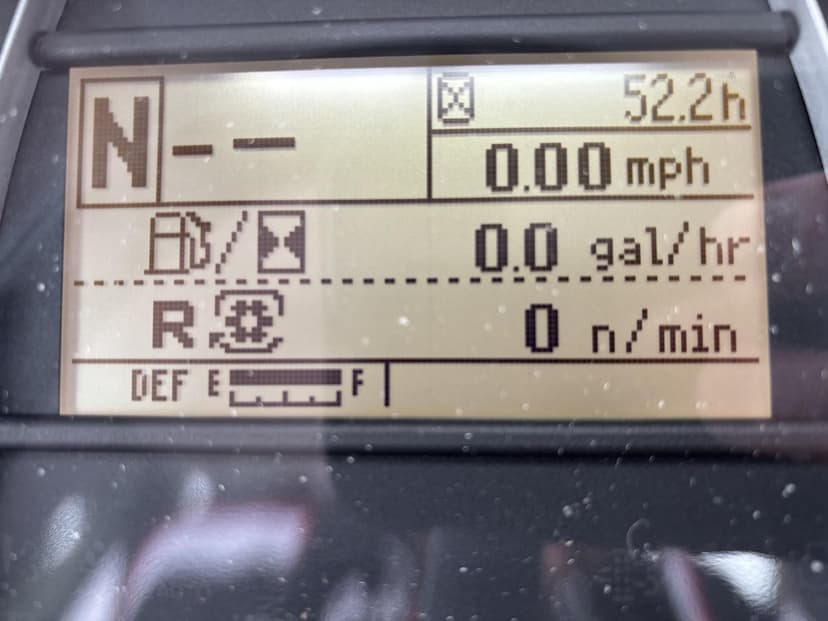 N-- 52.2h
0.00 mph
/ 0.0 gal/hr
R 0 n/min
DEF E F